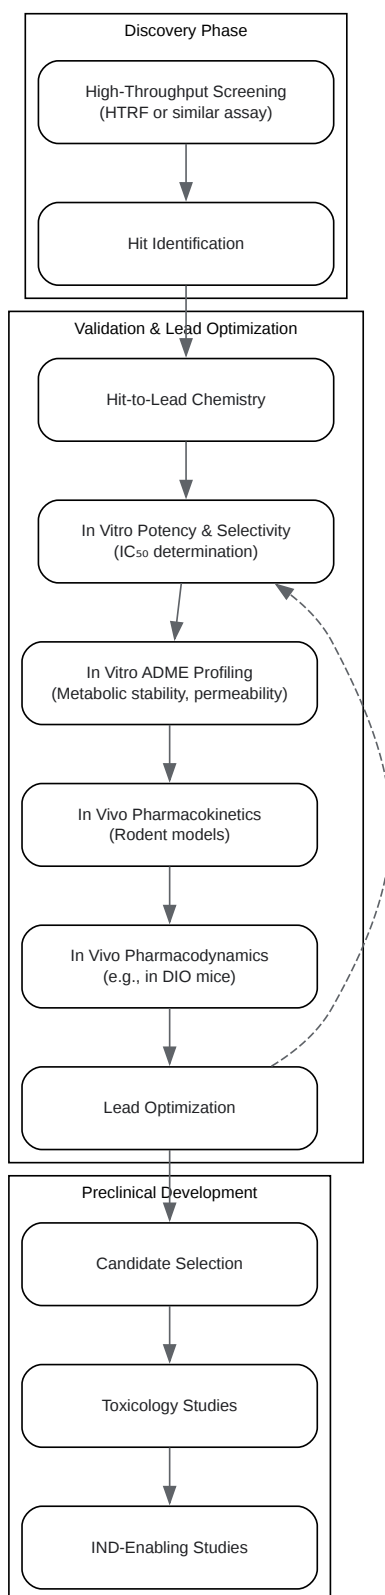 Discovery Phase
High-Throughput Screening
(HTRF or similar assay)
Hit Identification
Validation & Lead Optimization
Hit-to-Lead Chemistry
In Vitro Potency & Selectivity
(IC₅₀ determination)
In Vitro ADME Profiling
(Metabolic stability, permeability)
In Vivo Pharmacokinetics
(Rodent models)
In Vivo Pharmacodynamics
(e.g., in DIO mice)
Lead Optimization
Preclinical Development
Candidate Selection
Toxicology Studies
IND-Enabling Studies